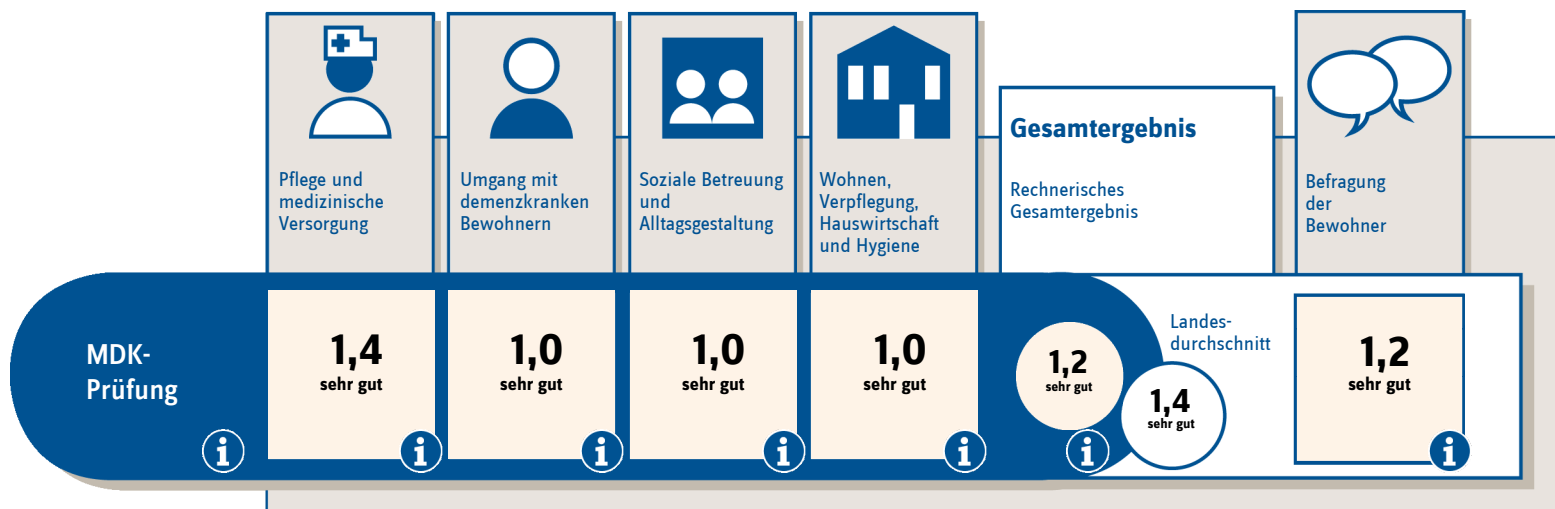 Pflege und
medizinische
Versorgung
Umgang mit
demenzkranken
Bewohnern
Soziale Betreuung
und
Alltagsgestaltung
Wohnen,
Verpflegung,
Hauswirtschaft
und Hygiene
Gesamtergebnis
Rechnerisches
Gesamtergebnis
Befragung
der
Bewohner
MDK-
Prüfung
i
1,4
sehr gut
i
1,0
sehr gut
i
1,0
sehr gut
i
1,0
sehr gut
i
1,2
sehr gut
i
Landes-
durchschnitt
1,4
sehr gut
1,2
sehr gut
i